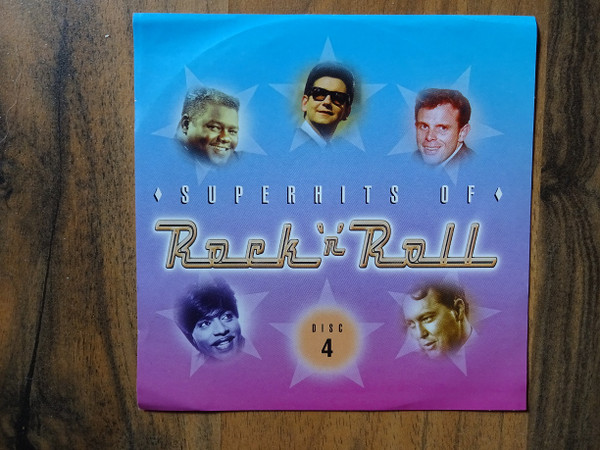 SUPERHITS OF
Rock 'n' Roll
DISC
4